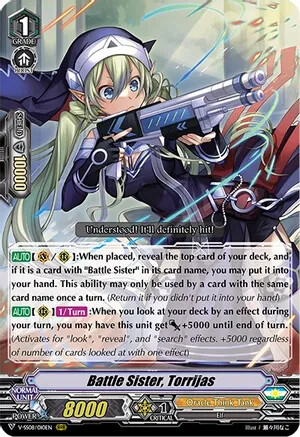 1
GRADE
BOOST
SHIELD
10000
Understood! It'll definitely hit!
AUTO [ / ]:When placed, reveal the top card of your deck, and
if it is a card with "Battle Sister" in its card name, you may put it into
your hand. This ability may only be used by a card with the same
card name once a turn. (Return it if you didn't put it into your hand)
AUTO 1/Turn :When you look at your deck by an effect during
your turn, you may have this unit get +5000 until end of turn.
(Activates for "look", "reveal", and "search" effects. +5000 regardless
of number of cards looked at with one effect)
Battle Sister, Torrijas
NORMAL
UNIT
V-SS08/010EN
POWER
8000
1
CRITICAL
Oracle Think Tank
Elf